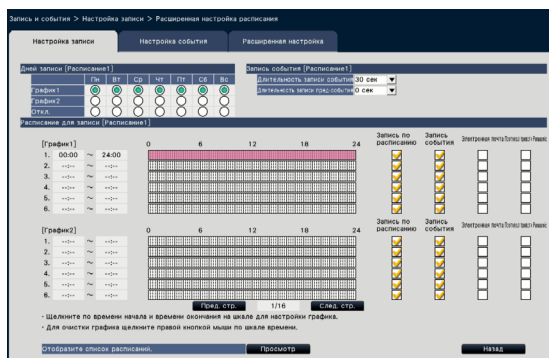 Запись и события > Настройка записи > Расширенная настройка расписания
Настройка записи
Настройка события
Расширенная настройка
Дней записи [Расписание1]
Пн Вт Ср Чт Пт Сб Вс
График1
График2
Откл.
Запись события [Расписание1]
Длительность записи события 30 сек
Длительность записи пред-события 0 сек
Расписание для записи [Расписание1]
[График1] 0 6 12 18 24 Запись по расписанию Запись события Электронная почта
1. 00:00 ~ 24:00
2. --:-- ~ --:--
3. --:-- ~ --:--
4. --:-- ~ --:--
5. --:-- ~ --:--
6. --:-- ~ --:--
[График2] 0 6 12 18 24 Запись по расписанию Запись события Электронная почта
1. --:-- ~ --:--
2. --:-- ~ --:--
3. --:-- ~ --:--
4. --:-- ~ --:--
5. --:-- ~ --:--
6. --:-- ~ --:--
Пред. стр. 1/16 След. стр.
· Щелкните по времени начала и времени окончания на шкале для настройки графика.
· Для очистки графика щелкните правой кнопкой мыши по шкале времени.
Отобразите список расписаний. Просмотр Назад